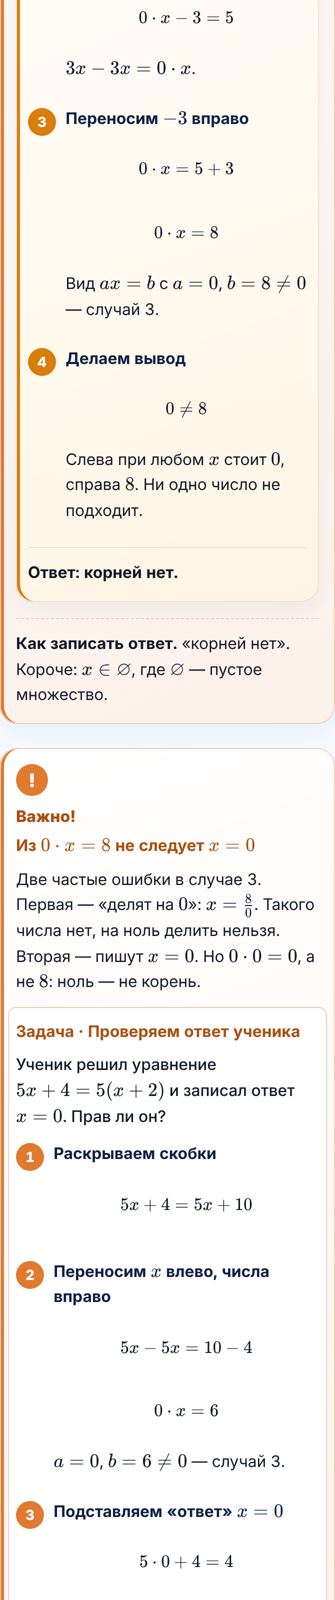 0 · x − 3 = 5
3x − 3x = 0 · x.
3 Переносим −3 вправо
0 · x = 5 + 3
0 · x = 8
Вид ax = b с a = 0, b = 8 ≠ 0
— случай 3.
4 Делаем вывод
0 ≠ 8
Слева при любом x стоит 0,
справа 8. Ни одно число не
подходит.
Ответ: корней нет.
Как записать ответ. «корней нет».
Короче: x ∈ ∅, где ∅ — пустое
множество.
!
Важно!
Из 0 · x = 8 не следует x = 0
Две частые ошибки в случае 3.
Первая — «делят на 0»: x = 8/0. Такого
числа нет, на ноль делить нельзя.
Вторая — пишут x = 0. Но 0 · 0 = 0, а
не 8: ноль — не корень.
Задача · Проверяем ответ ученика
Ученик решил уравнение
5x + 4 = 5(x + 2) и записал ответ
x = 0. Прав ли он?
1 Раскрываем скобки
5x + 4 = 5x + 10
2 Переносим x влево, числа
вправо
5x − 5x = 10 − 4
0 · x = 6
a = 0, b = 6 ≠ 0 — случай 3.
3 Подставляем «ответ» x = 0
5 · 0 + 4 = 4